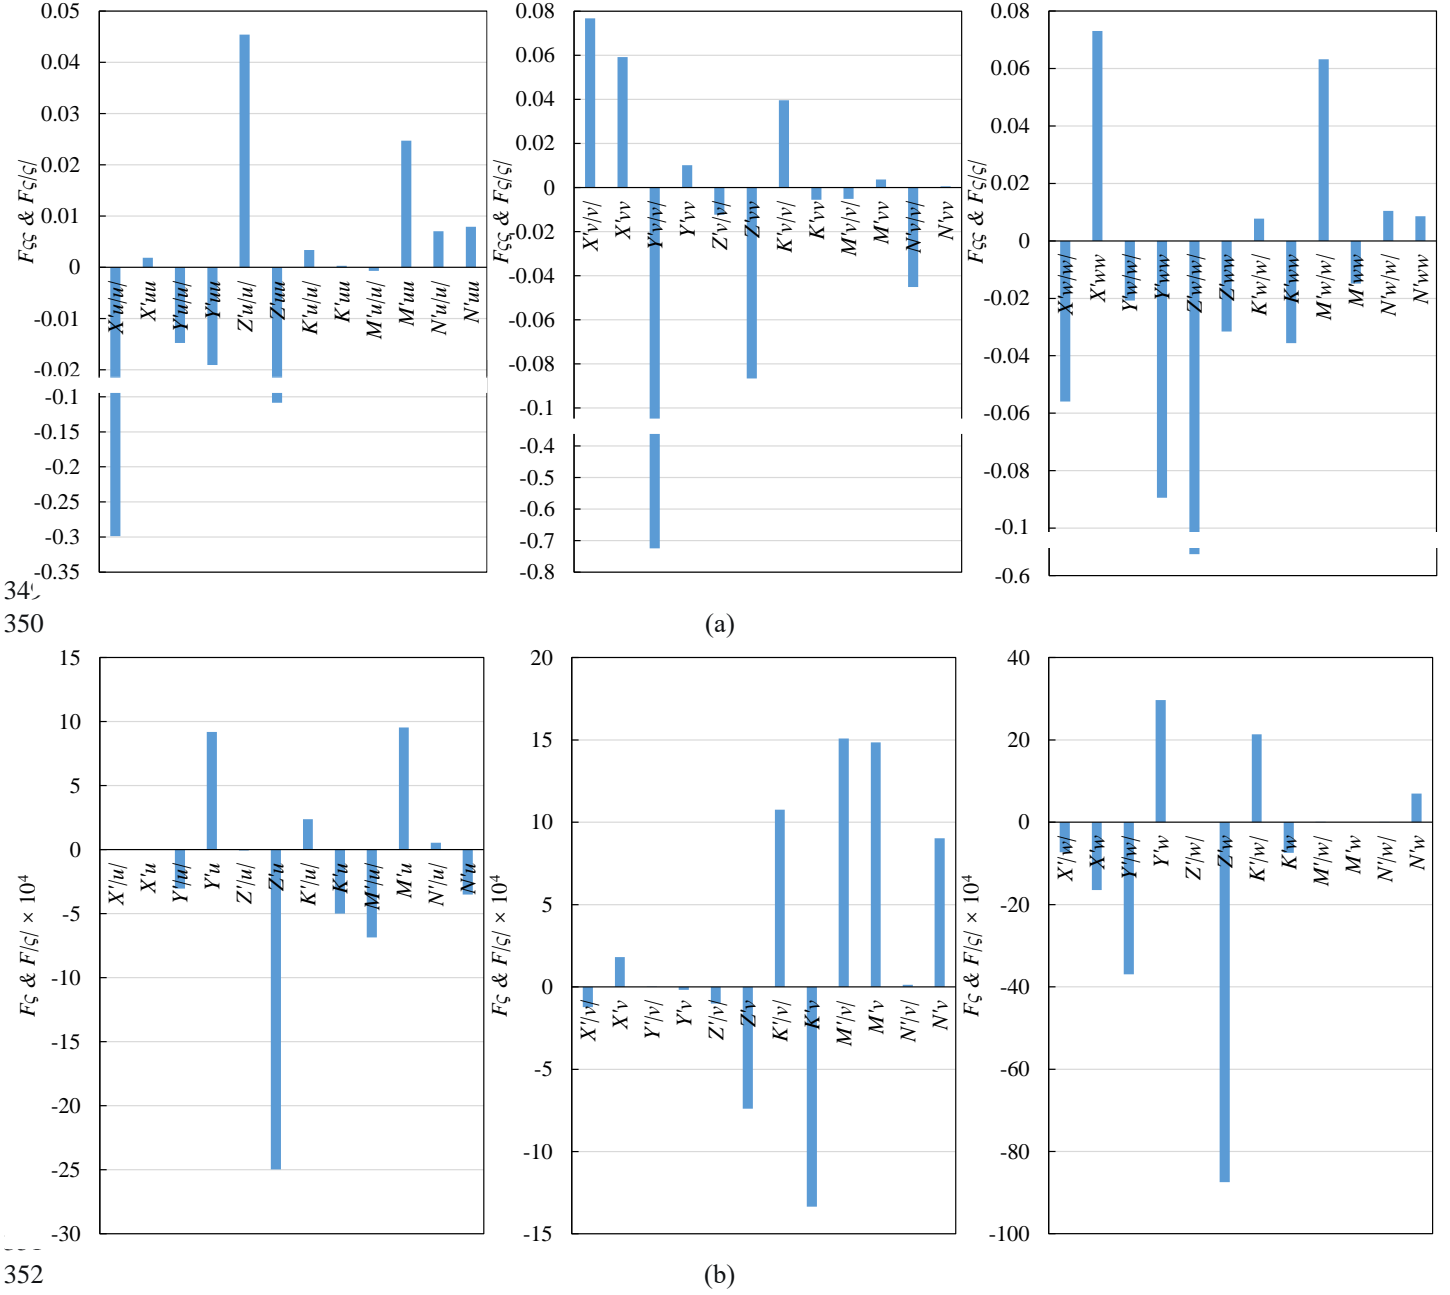 0.05
0.04
0.03
0.02
0.01
0
-0.01
-0.02
-0.1
-0.15
-0.2
-0.25
-0.3
-0.35
Fςς & Fς/ς/
X'u/u/
X'uu
Y'u/u/
Y'uu
Z'u/u/
Z'uu
K'u/u/
K'uu
M'u/u/
M'uu
N'u/u/
N'uu
0.08
0.06
0.04
0.02
0
-0.02
-0.04
-0.06
-0.08
-0.1
-0.4
-0.5
-0.6
-0.7
-0.8
Fςς & Fς/ς/
X'v/v/
X'vv
Y'v/v/
Y'vv
Z'v/v/
Z'vv
K'v/v/
K'vv
M'v/v/
M'vv
N'v/v/
N'vv
0.08
0.06
0.04
0.02
0
-0.02
-0.04
-0.06
-0.08
-0.1
-0.6
Fςς & Fς/ς/
X'w/w/
X'ww
Y'w/w/
Y'ww
Z'w/w/
Z'ww
K'w/w/
K'ww
M'w/w/
M'ww
N'w/w/
N'ww
350
(a)
15
10
5
0
-5
-10
-15
-20
-25
-30
Fς & F/ς/ × 10⁴
X'/u/
X'u
Y'/u/
Y'u
Z'/u/
Z'u
K'/u/
K'u
M'/u/
M'u
N'/u/
N'u
20
15
10
5
0
-5
-10
-15
Fς & F/ς/ × 10⁴
X'/v/
X'v
Y'/v/
Y'v
Z'/v/
Z'v
K'/v/
K'v
M'/v/
M'v
N'/v/
N'v
40
20
0
-20
-40
-60
-80
-100
Fς & F/ς/ × 10⁴
X'/w/
X'w
Y'/w/
Y'w
Z'/w/
Z'w
K'/w/
K'w
M'/w/
M'w
N'/w/
N'w
352
(b)